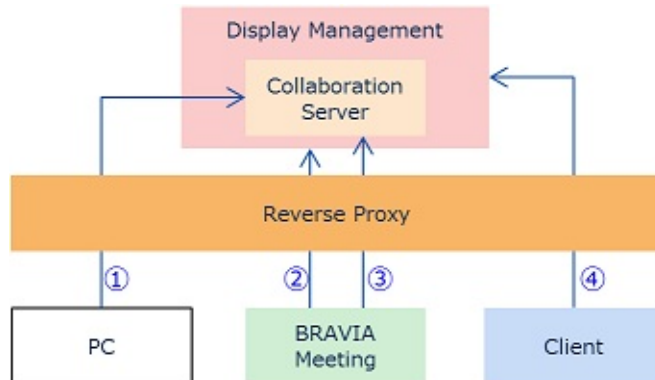 Display Management
Collaboration
Server
Reverse Proxy
① ② ③ ④
PC
BRAVIA
Meeting
Client